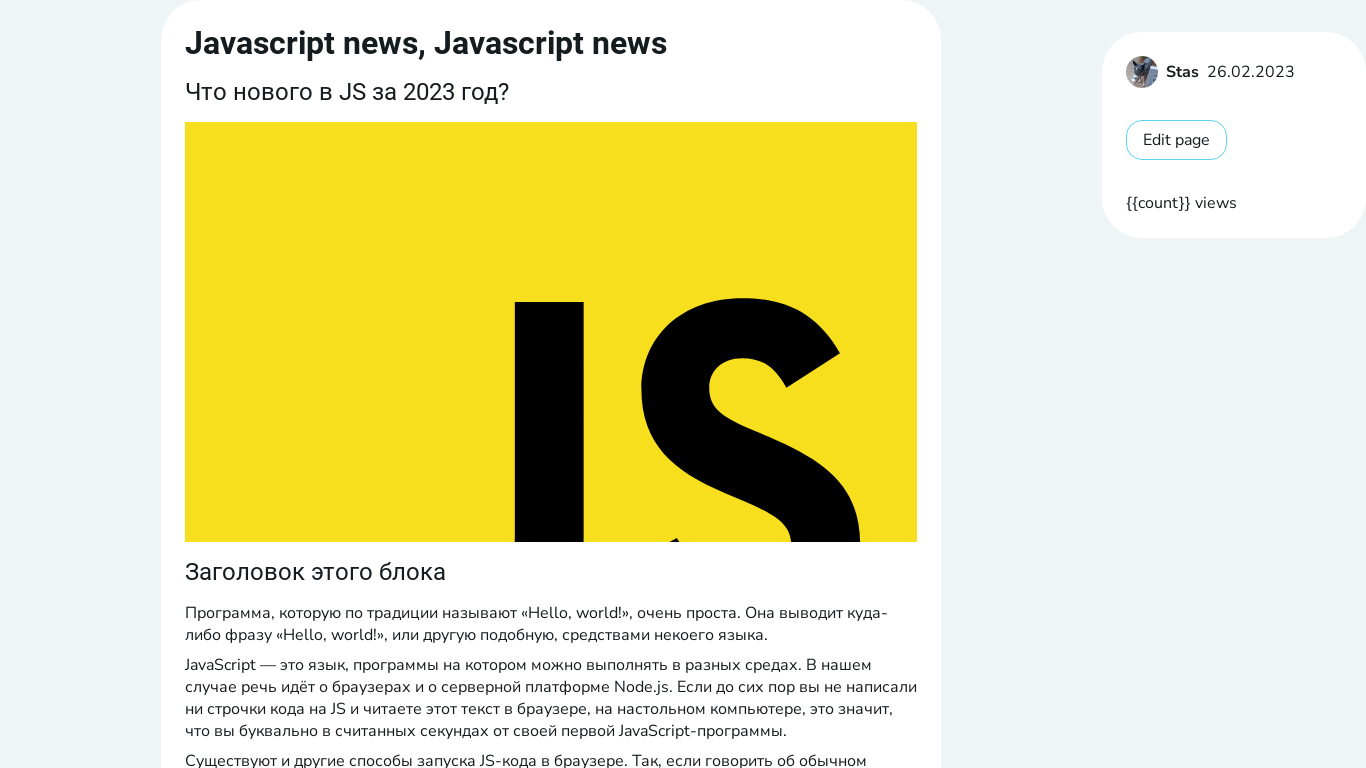 Javascript news, Javascript news
Что нового в JS за 2023 год?
JS
Заголовок этого блока
Программа, которую по традиции называют «Hello, world!», очень проста. Она выводит куда-
либо фразу «Hello, world!», или другую подобную, средствами некоего языка.
JavaScript — это язык, программы на котором можно выполнять в разных средах. В нашем
случае речь идёт о браузерах и о серверной платформе Node.js. Если до сих пор вы не написали
ни строчки кода на JS и читаете этот текст в браузере, на настольном компьютере, это значит,
что вы буквально в считанных секундах от своей первой JavaScript-программы.
Существуют и другие способы запуска JS-кода в браузере. Так, если говорить об обычном
Stas 26.02.2023
Edit page
{{count}} views